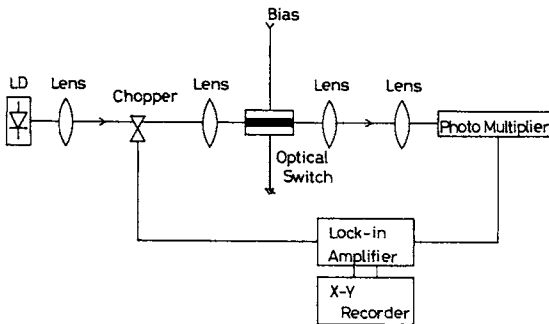 Bias
LD
Lens
Chopper
Lens
Lens
Lens
Photo Multiplier
Optical
Switch
Lock-in
Amplifier
X-Y
Recorder